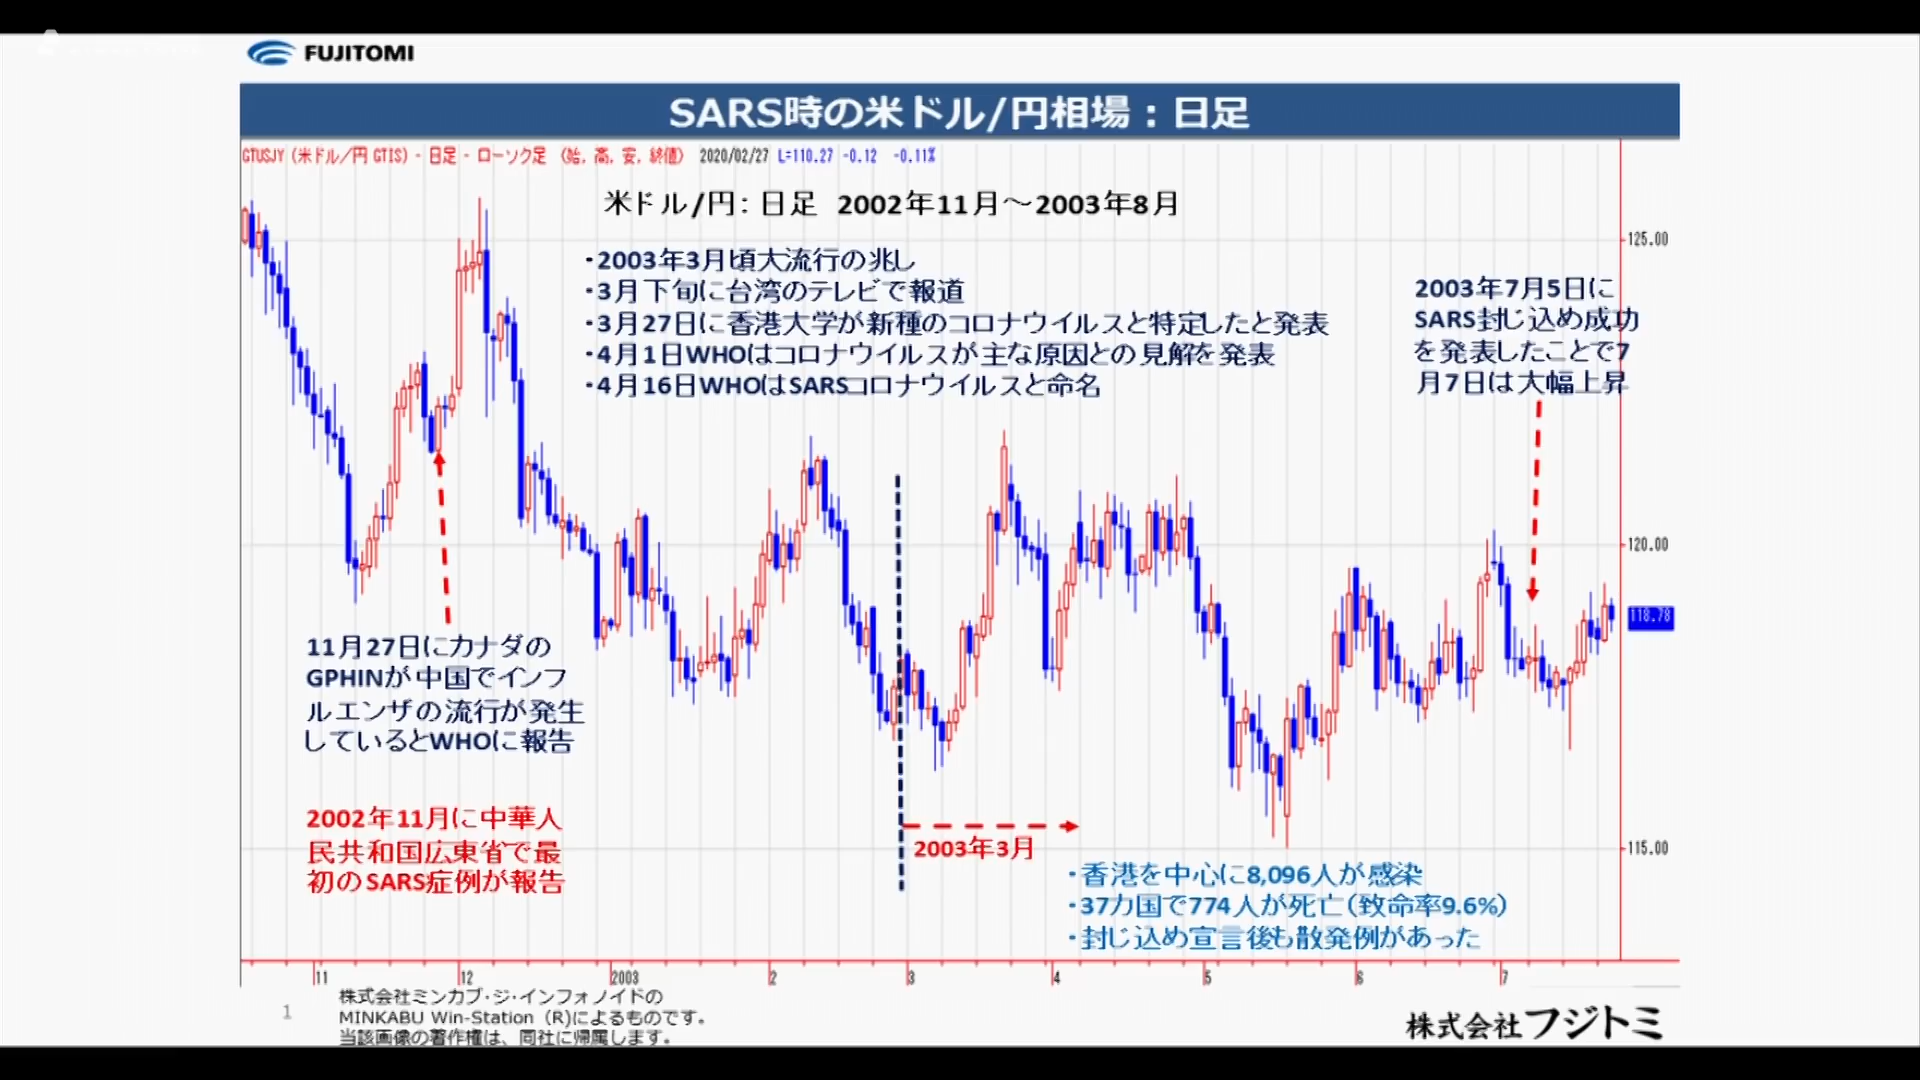 FUJITOMI
SARS時の米ドル/円相場：日足
GTUSJY (米ドル/円 GTIS) - 日足 - ローソク足 (始, 高, 安, 終値) 2020/02/27 L=110.27 -0.12 -0.11%
米ドル/円: 日足 2002年11月～2003年8月
・2003年3月頃大流行の兆し
・3月下旬に台湾のテレビで報道
・3月27日に香港大学が新種のコロナウイルスと特定したと発表
・4月1日WHOはコロナウイルスが主な原因との見解を発表
・4月16日WHOはSARSコロナウイルスと命名
2003年7月5日に
SARS封じ込め成功
を発表したことで7
月7日は大幅上昇
125.00
120.00
118.78
115.00
11月27日にカナダの
GPHINが中国でインフ
ルエンザの流行が発生
しているとWHOに報告
2002年11月に中華人
民共和国広東省で最
初のSARS症例が報告
2003年3月
・香港を中心に8,096人が感染
・37カ国で774人が死亡(致命率9.6%)
・封じ込め宣言後も散発例があった
11 12 2003 2 3 4 5 6 7
1
株式会社ミンカブ・ジ・インフォノイドの
MINKABU Win-Station (R)によるものです。
当該画像の著作権は、同社に帰属します。
株式会社フジトミ